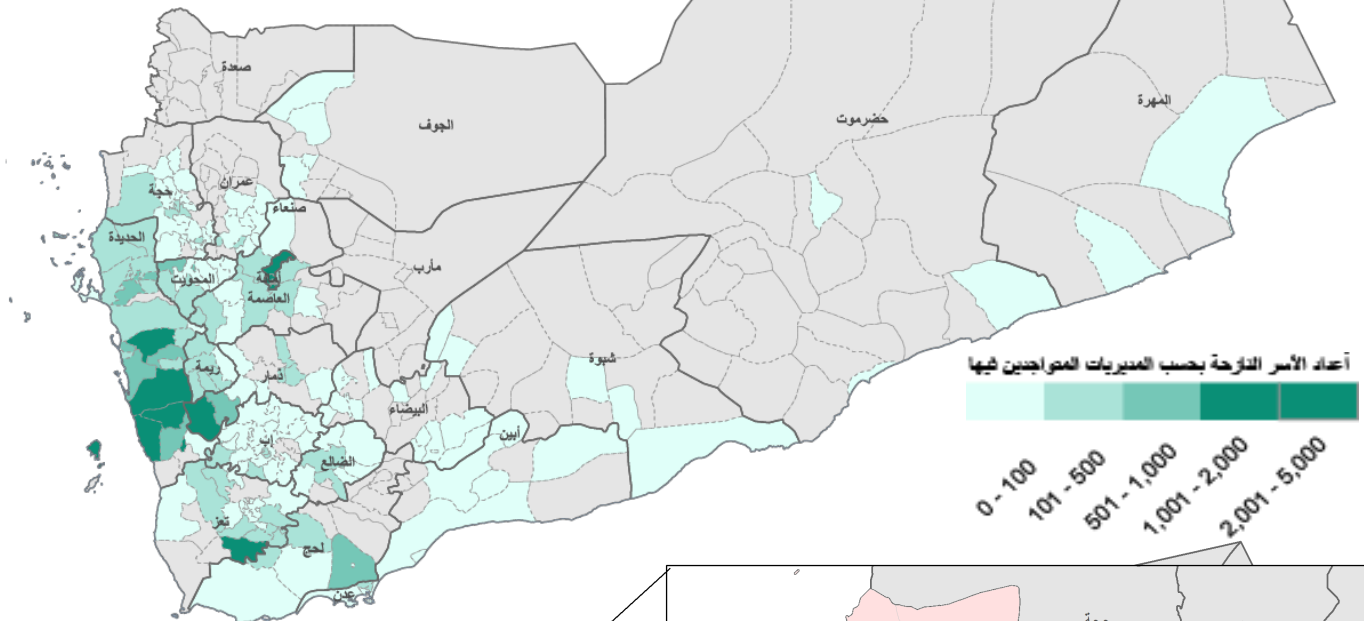 صعدة
الجوف
المهرة
حضرموت
عمران
حجة
صنعاء
الحديدة
مأرب
المحويت
العاصمة
شبوة
ريمة
ذمار
البيضاء
أبين
إب
الضالع
تعز
لحج
عدن
أعداد الأسر النازحة بحسب المديريات المتواجدين فيها
0 - 100
101 - 500
501 - 1,000
1,001 - 2,000
2,001 - 5,000